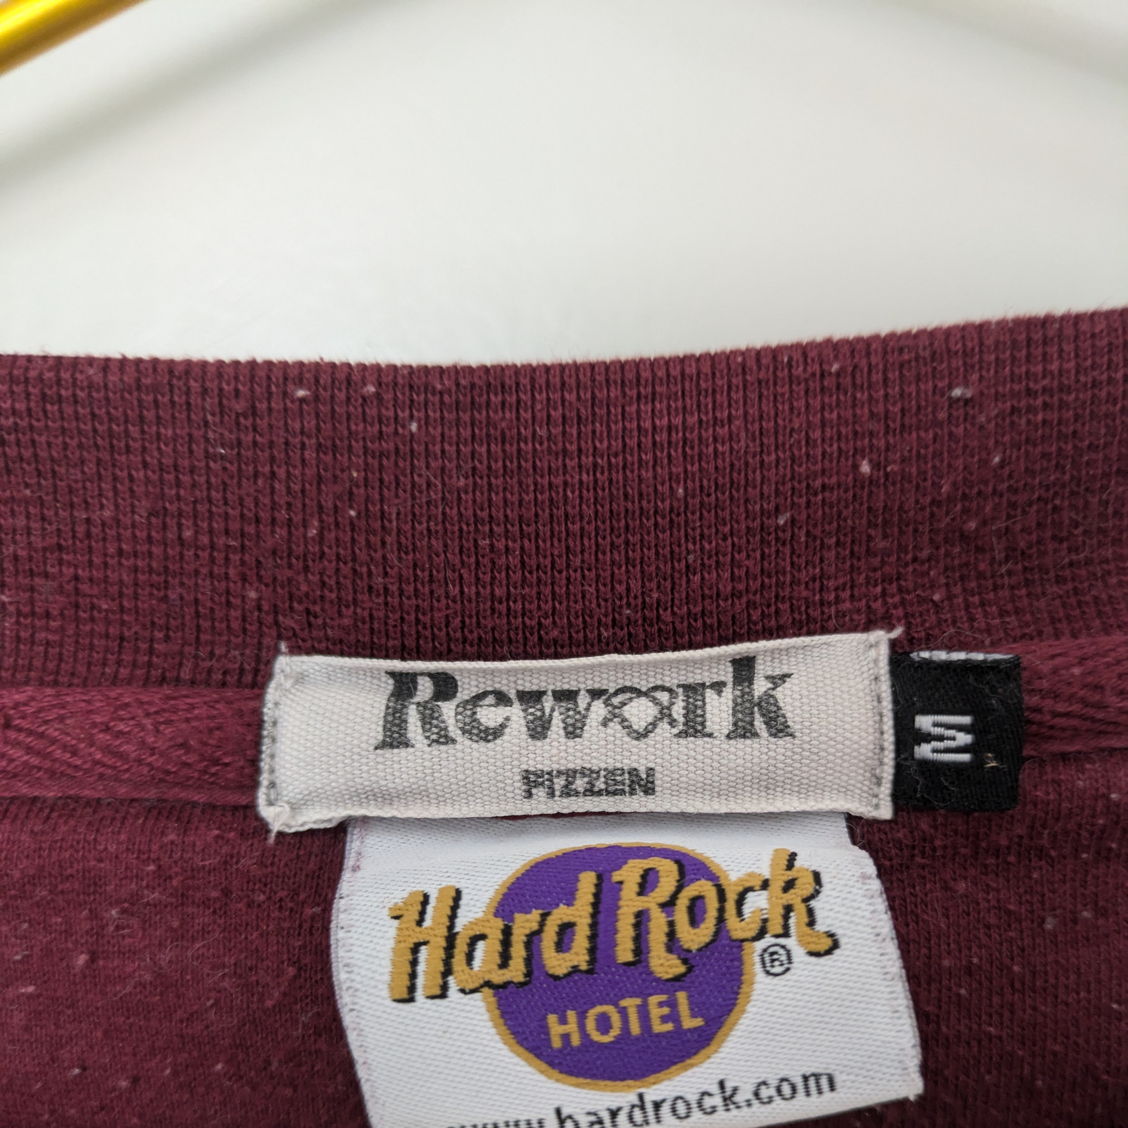 Rework
PIZZEN
M
Hard Rock
®
HOTEL
www.hardrock.com